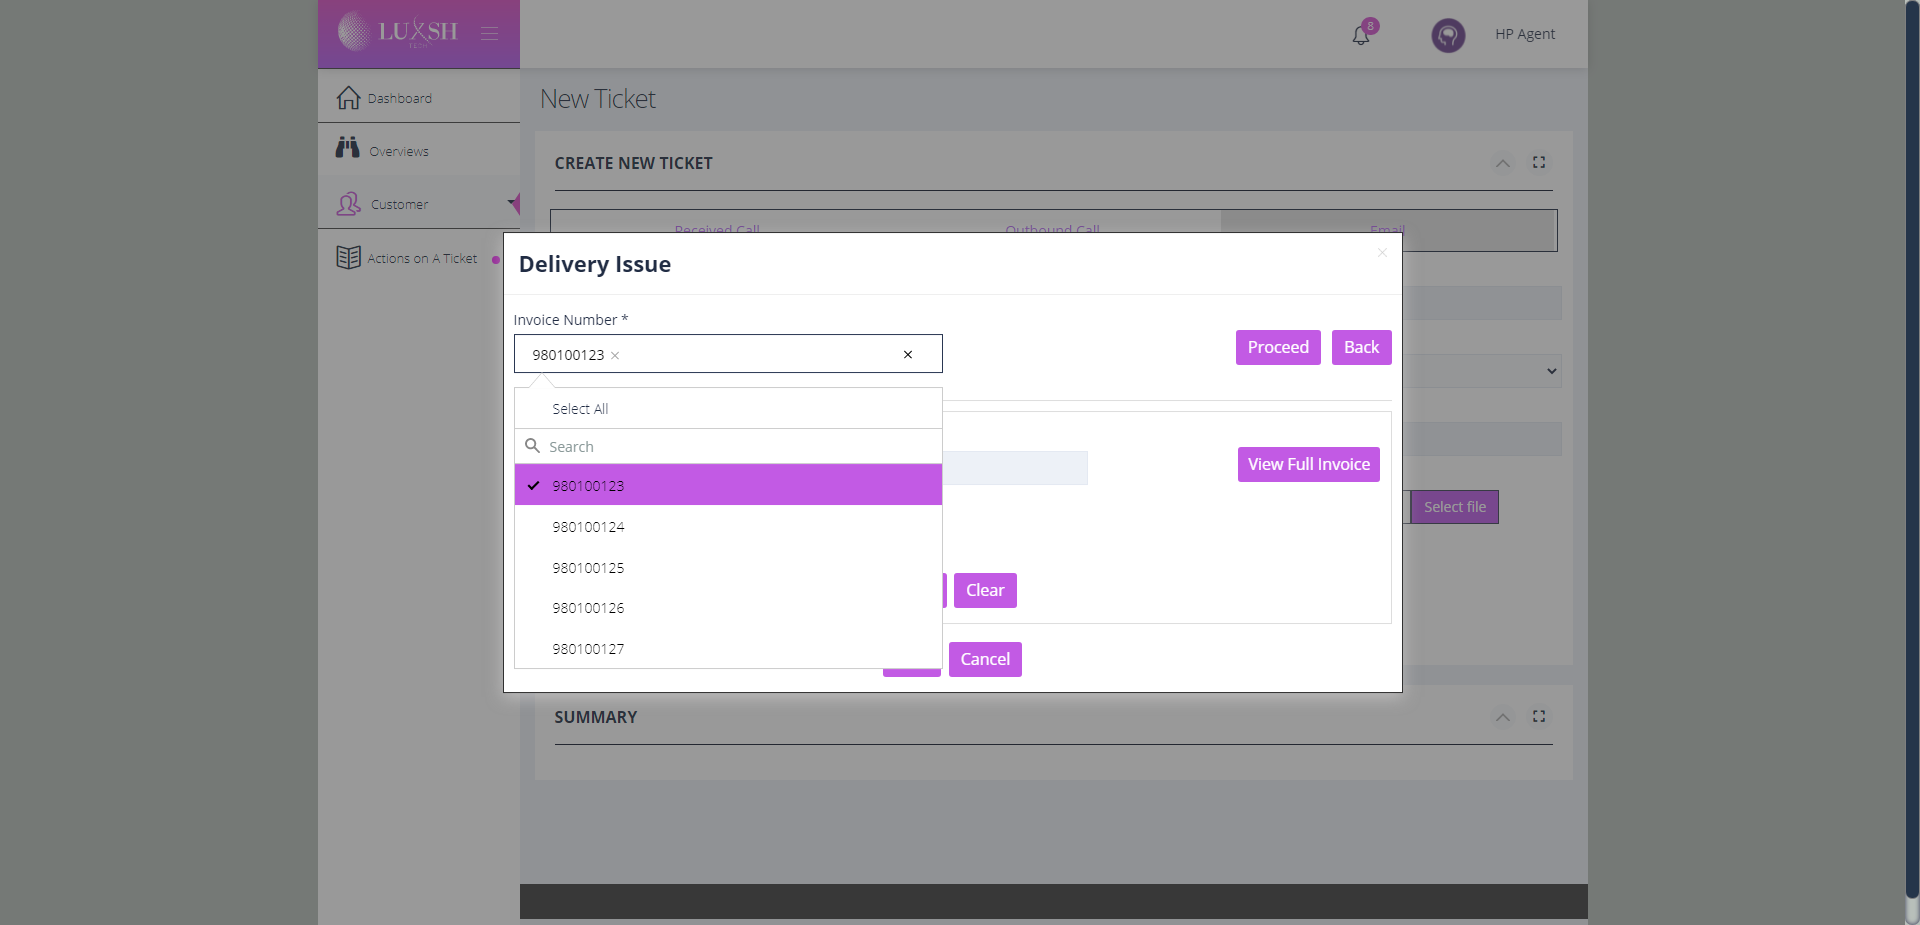 LUXSH
8
HP Agent
Dashboard
Overviews
Customer
Actions on A Ticket
New Ticket
CREATE NEW TICKET
Received Call
Outbound Call
Email
Delivery Issue
×
Invoice Number *
980100123 ×
×
Proceed
Back
Select All
Search
980100123
980100124
980100125
980100126
980100127
View Full Invoice
Select file
Clear
Cancel
SUMMARY